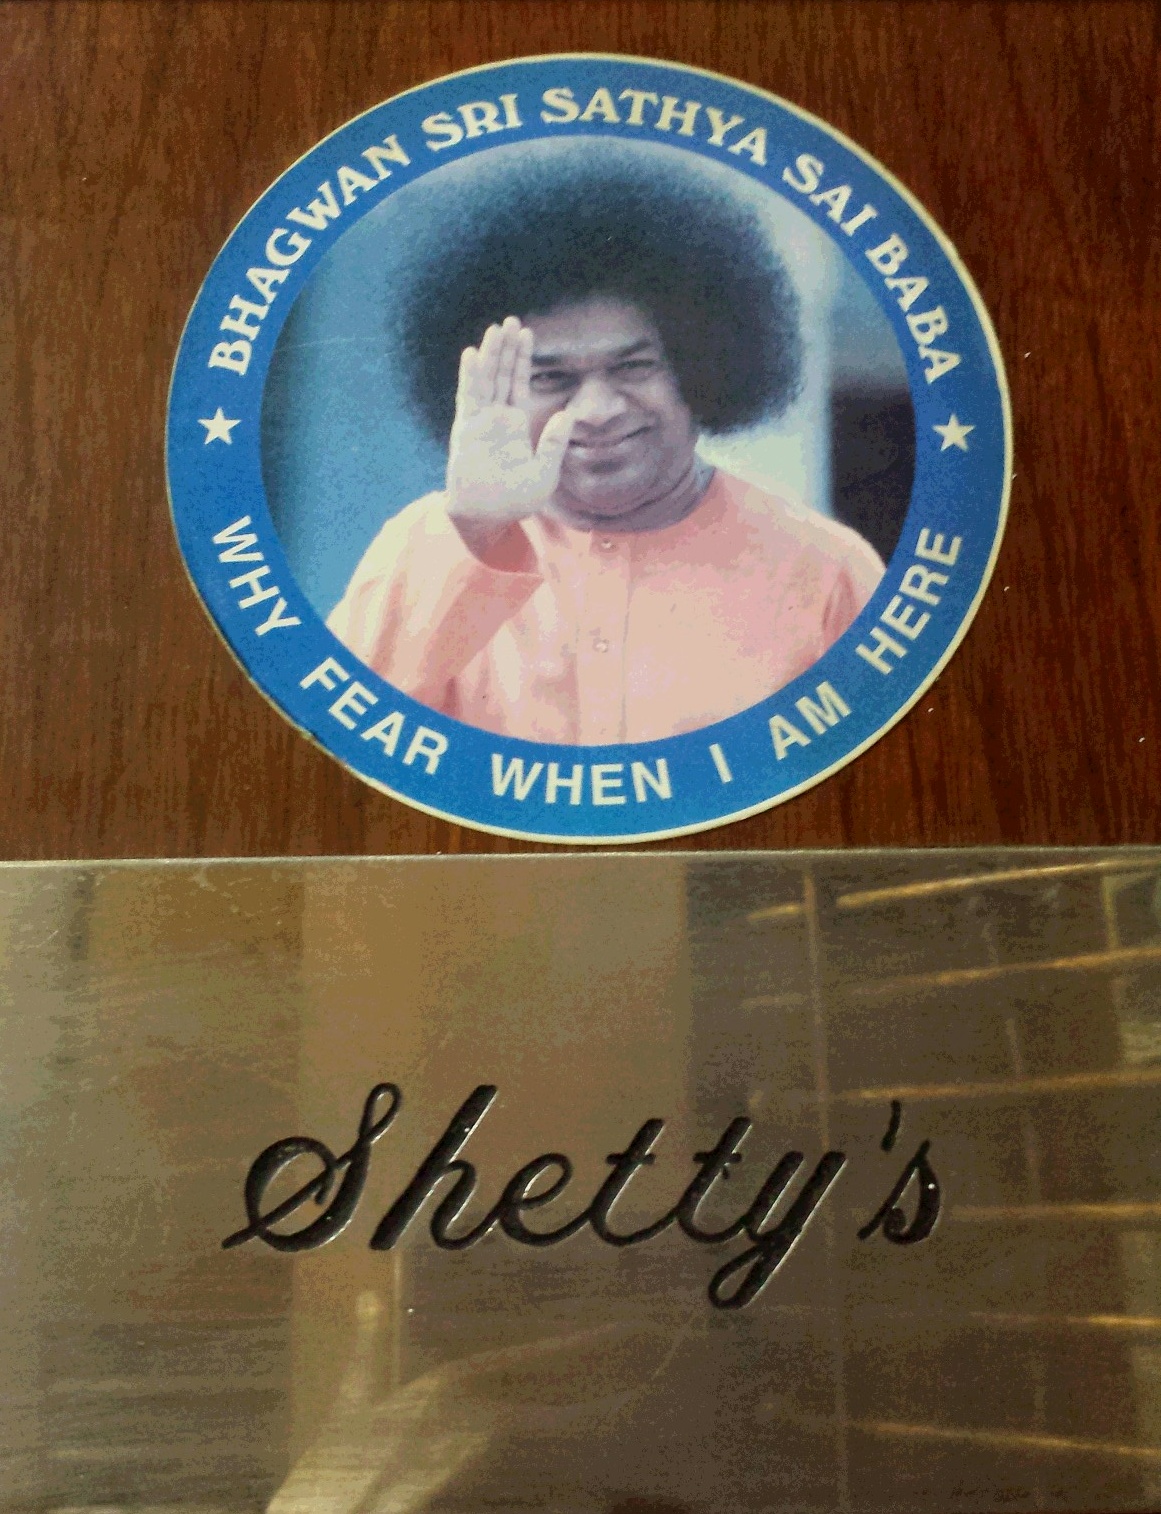 BHAGWAN SRI SATHYA SAI BABA
WHY FEAR WHEN I AM HERE
Shetty's